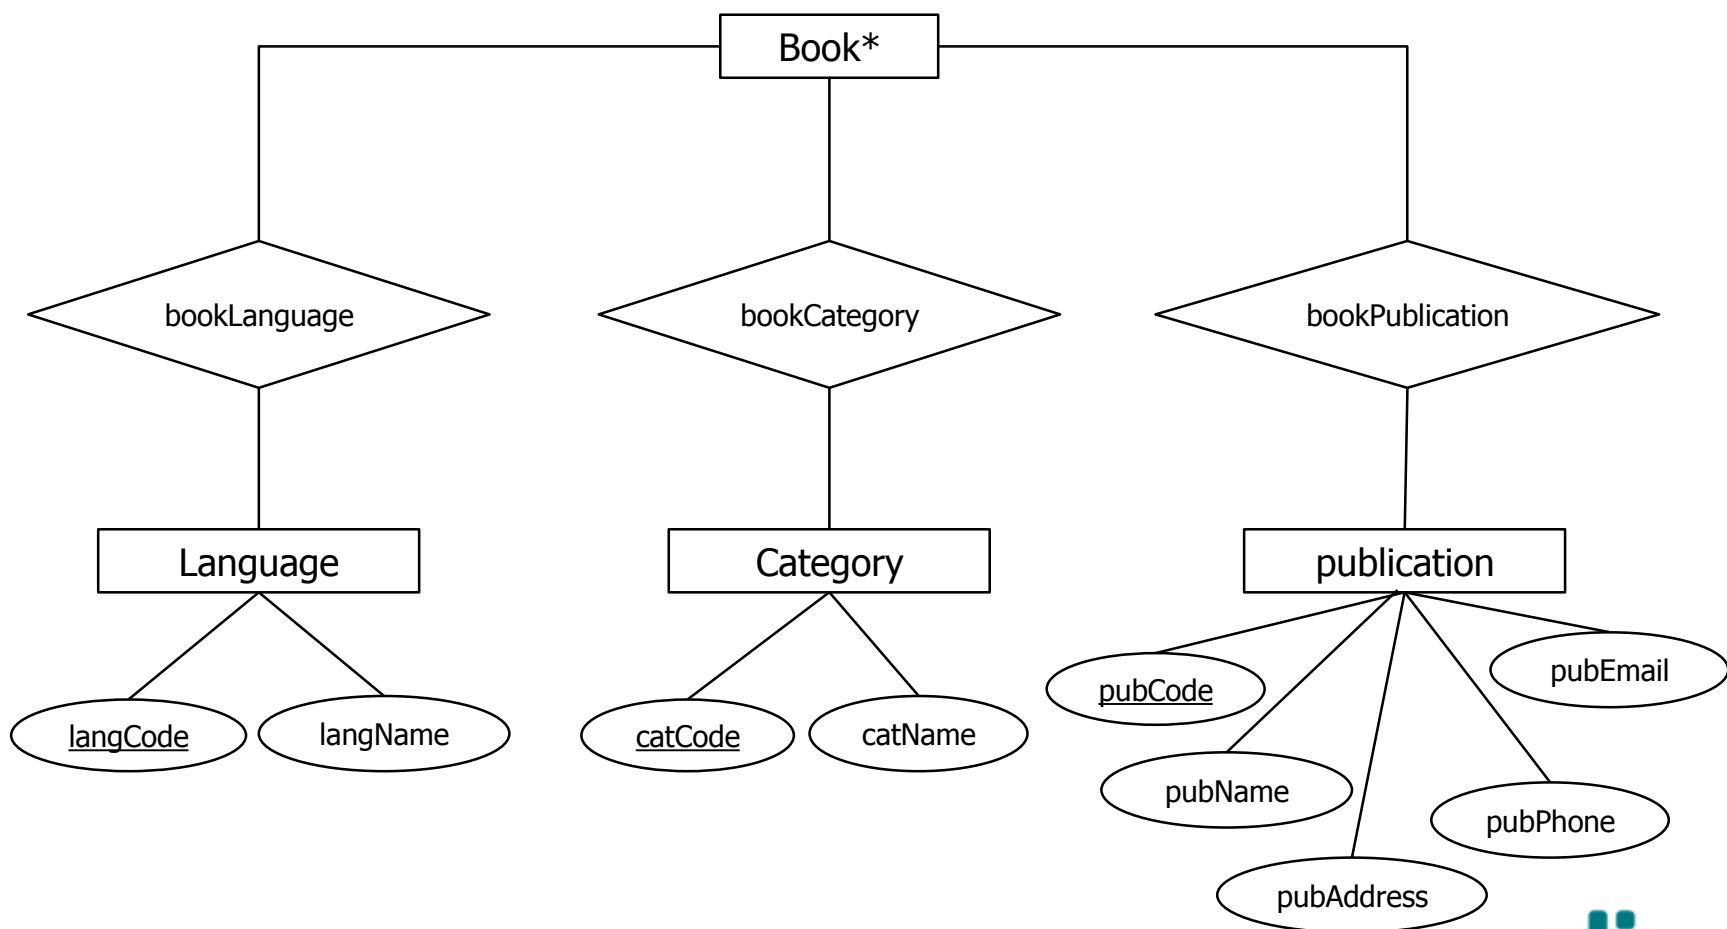 Book*
bookLanguage
bookCategory
bookPublication
Language
Category
publication
langCode
langName
catCode
catName
pubCode
pubName
pubAddress
pubPhone
pubEmail